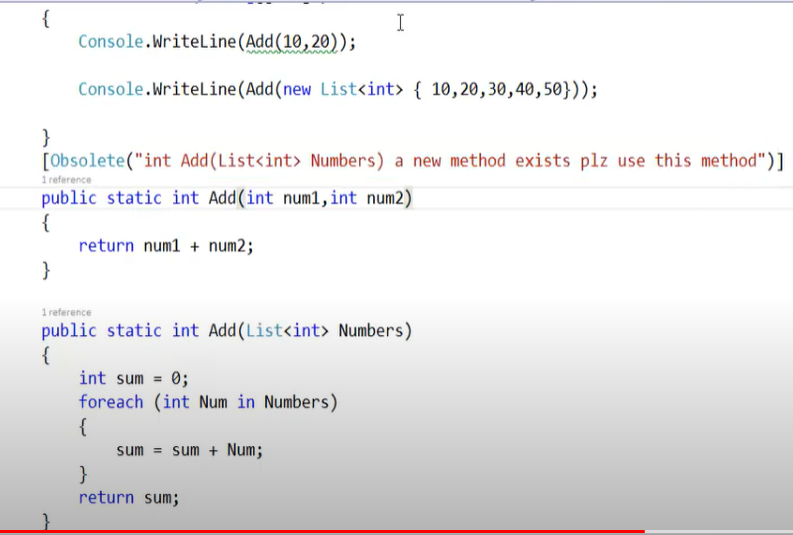 {
Console.WriteLine(Add(10,20));
Console.WriteLine(Add(new List<int> { 10,20,30,40,50}));
}
[Obsolete("int Add(List<int> Numbers) a new method exists plz use this method")]
1 reference
public static int Add(int num1,int num2)
{
return num1 + num2;
}
1 reference
public static int Add(List<int> Numbers)
{
int sum = 0;
foreach (int Num in Numbers)
{
sum = sum + Num;
}
return sum;
}